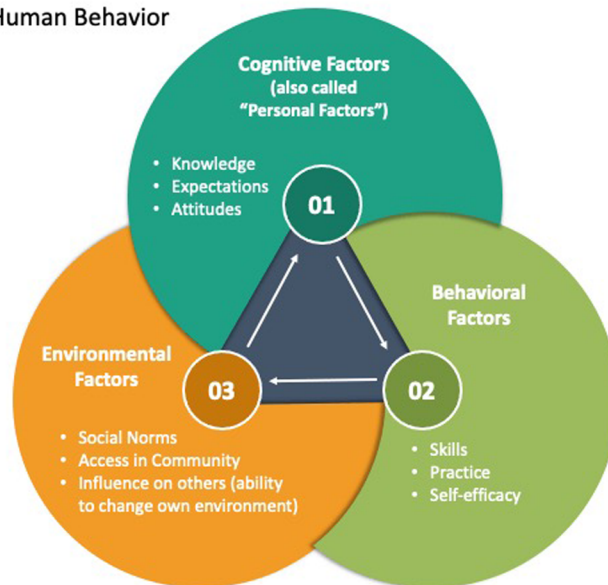 Human Behavior
Cognitive Factors
(also called
“Personal Factors”)
• Knowledge
• Expectations
• Attitudes
01
Behavioral
Factors
02
• Skills
• Practice
• Self-efficacy
Environmental
Factors
03
• Social Norms
• Access in Community
• Influence on others (ability
to change own environment)